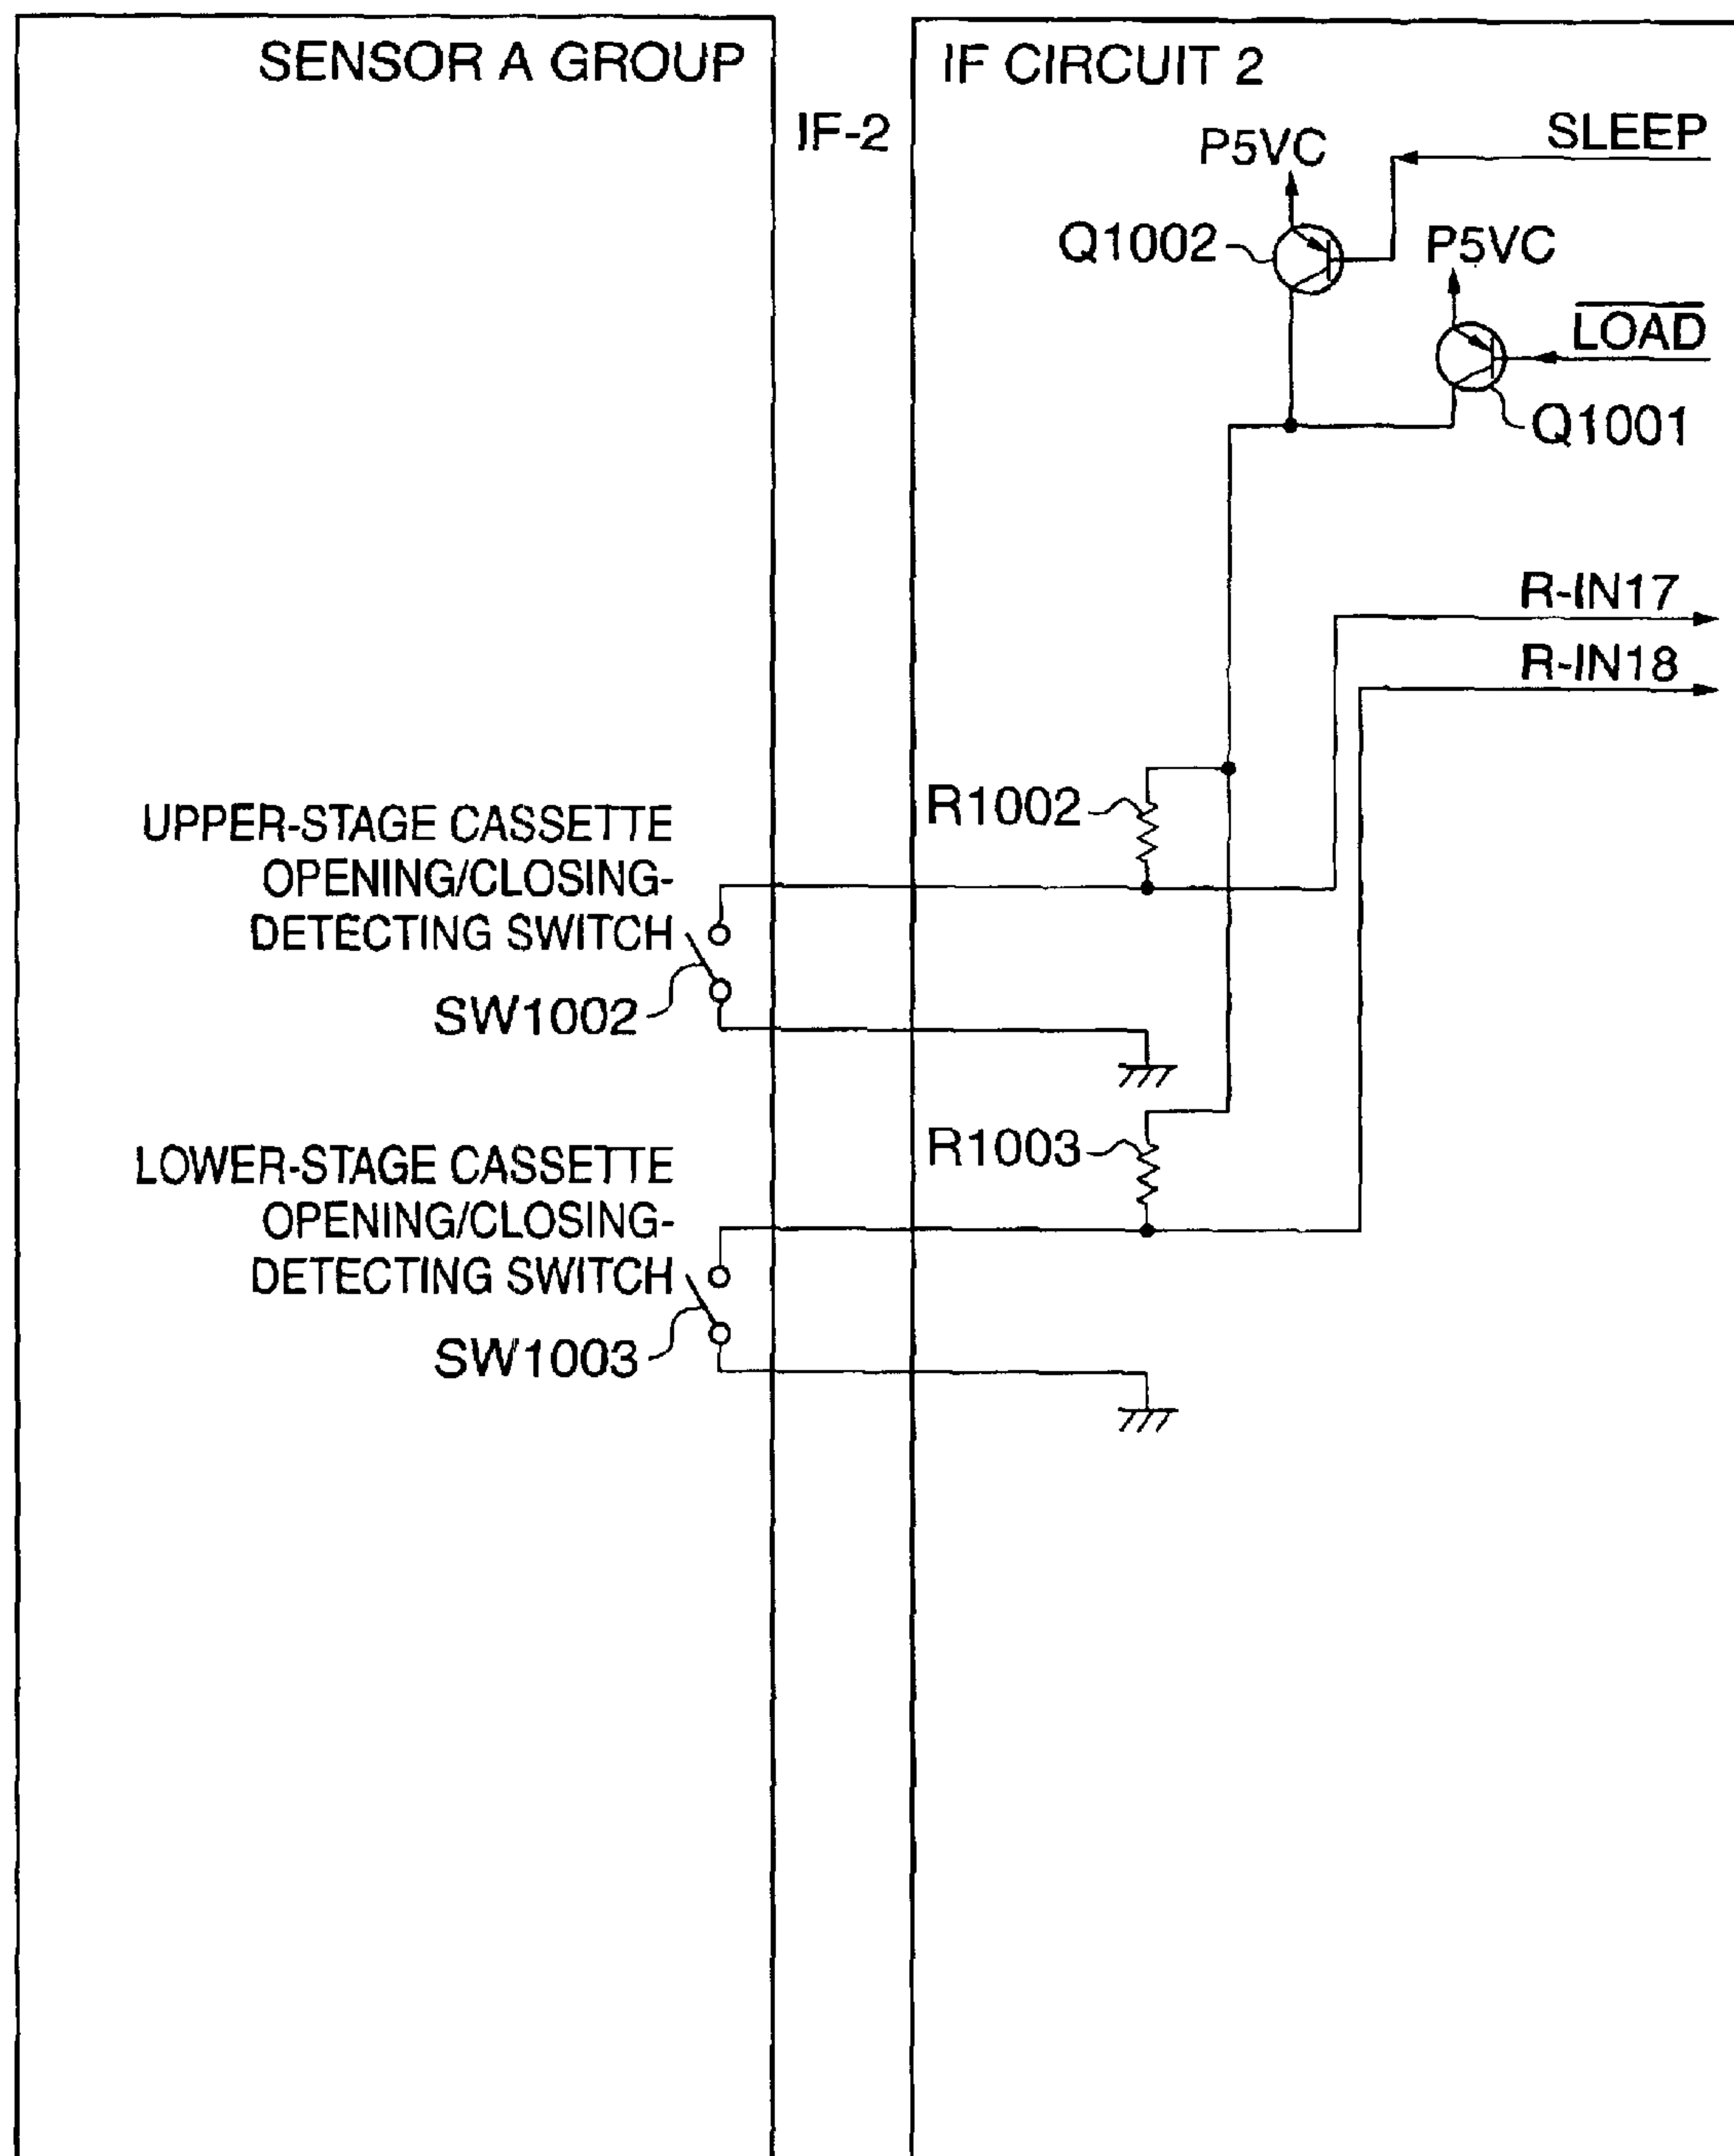 SENSOR A GROUP
IF-2
IF CIRCUIT 2
SLEEP
P5VC
Q1002
P5VC
LOAD
Q1001
R-IN17
R-IN18
R1002
UPPER-STAGE CASSETTE
OPENING/CLOSING-
DETECTING SWITCH
SW1002
R1003
LOWER-STAGE CASSETTE
OPENING/CLOSING-
DETECTING SWITCH
SW1003